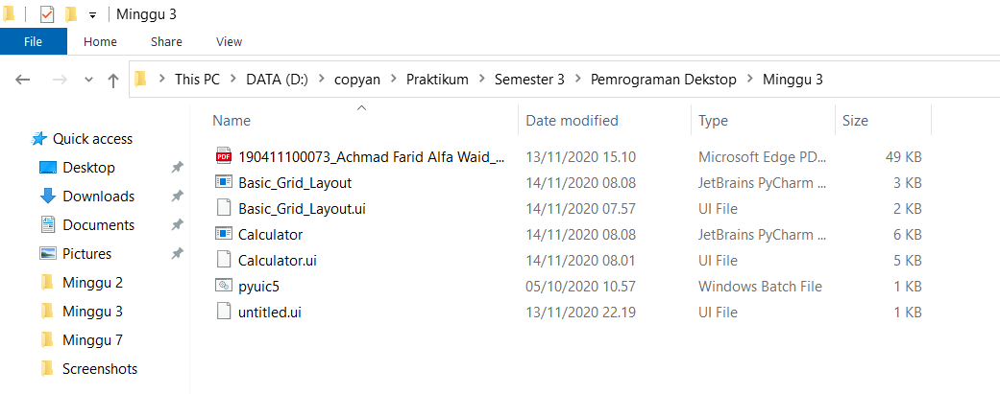 Minggu 3
File Home Share View
This PC DATA (D:) copyan Praktikum Semester 3 Pemrograman Dekstop Minggu 3
Name Date modified Type Size
Quick access
Desktop
Downloads
Documents
Pictures
Minggu 2
Minggu 3
Minggu 7
Screenshots
190411100073_Achmad Farid Alfa Waid_... 13/11/2020 15.10 Microsoft Edge PD... 49 KB
Basic_Grid_Layout 14/11/2020 08.08 JetBrains PyCharm ... 3 KB
Basic_Grid_Layout.ui 14/11/2020 07.57 UI File 2 KB
Calculator 14/11/2020 08.08 JetBrains PyCharm ... 6 KB
Calculator.ui 14/11/2020 08.01 UI File 5 KB
pyuic5 05/10/2020 10.57 Windows Batch File 1 KB
untitled.ui 13/11/2020 22.19 UI File 1 KB